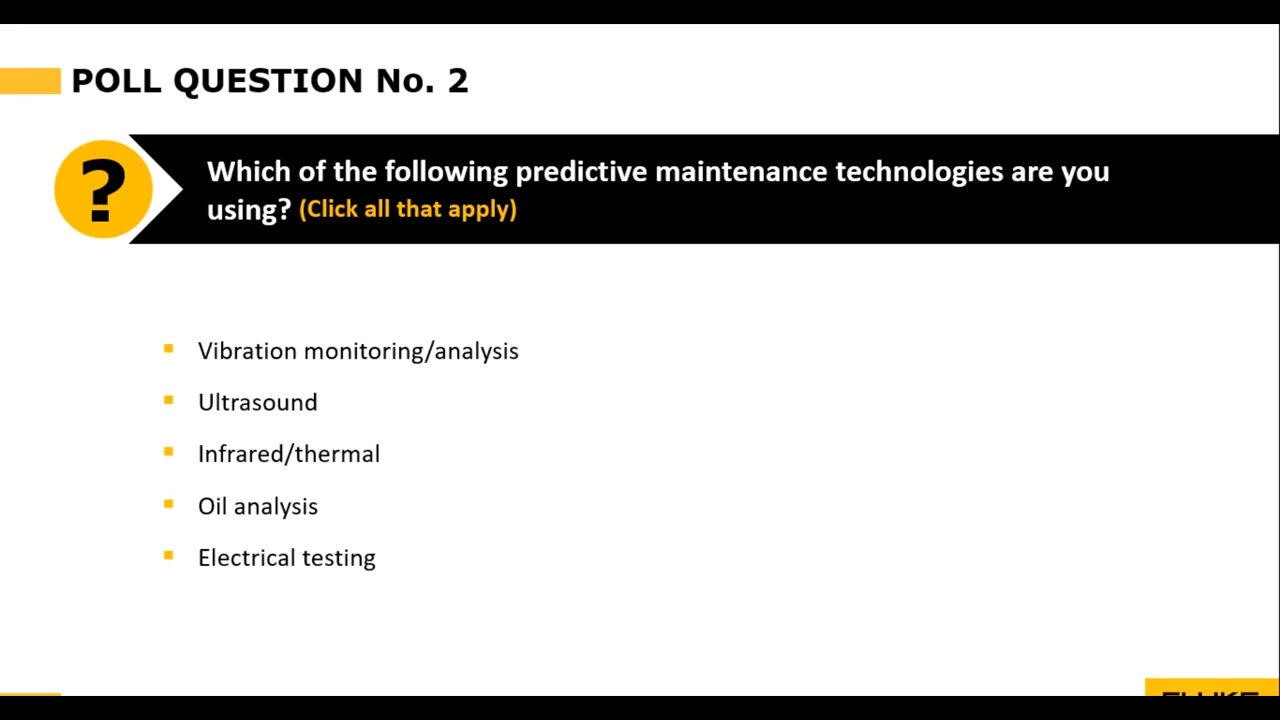 POLL QUESTION No. 2
?
Which of the following predictive maintenance technologies are you
using? (Click all that apply)
Vibration monitoring/analysis
Ultrasound
Infrared/thermal
Oil analysis
Electrical testing
FLUKE